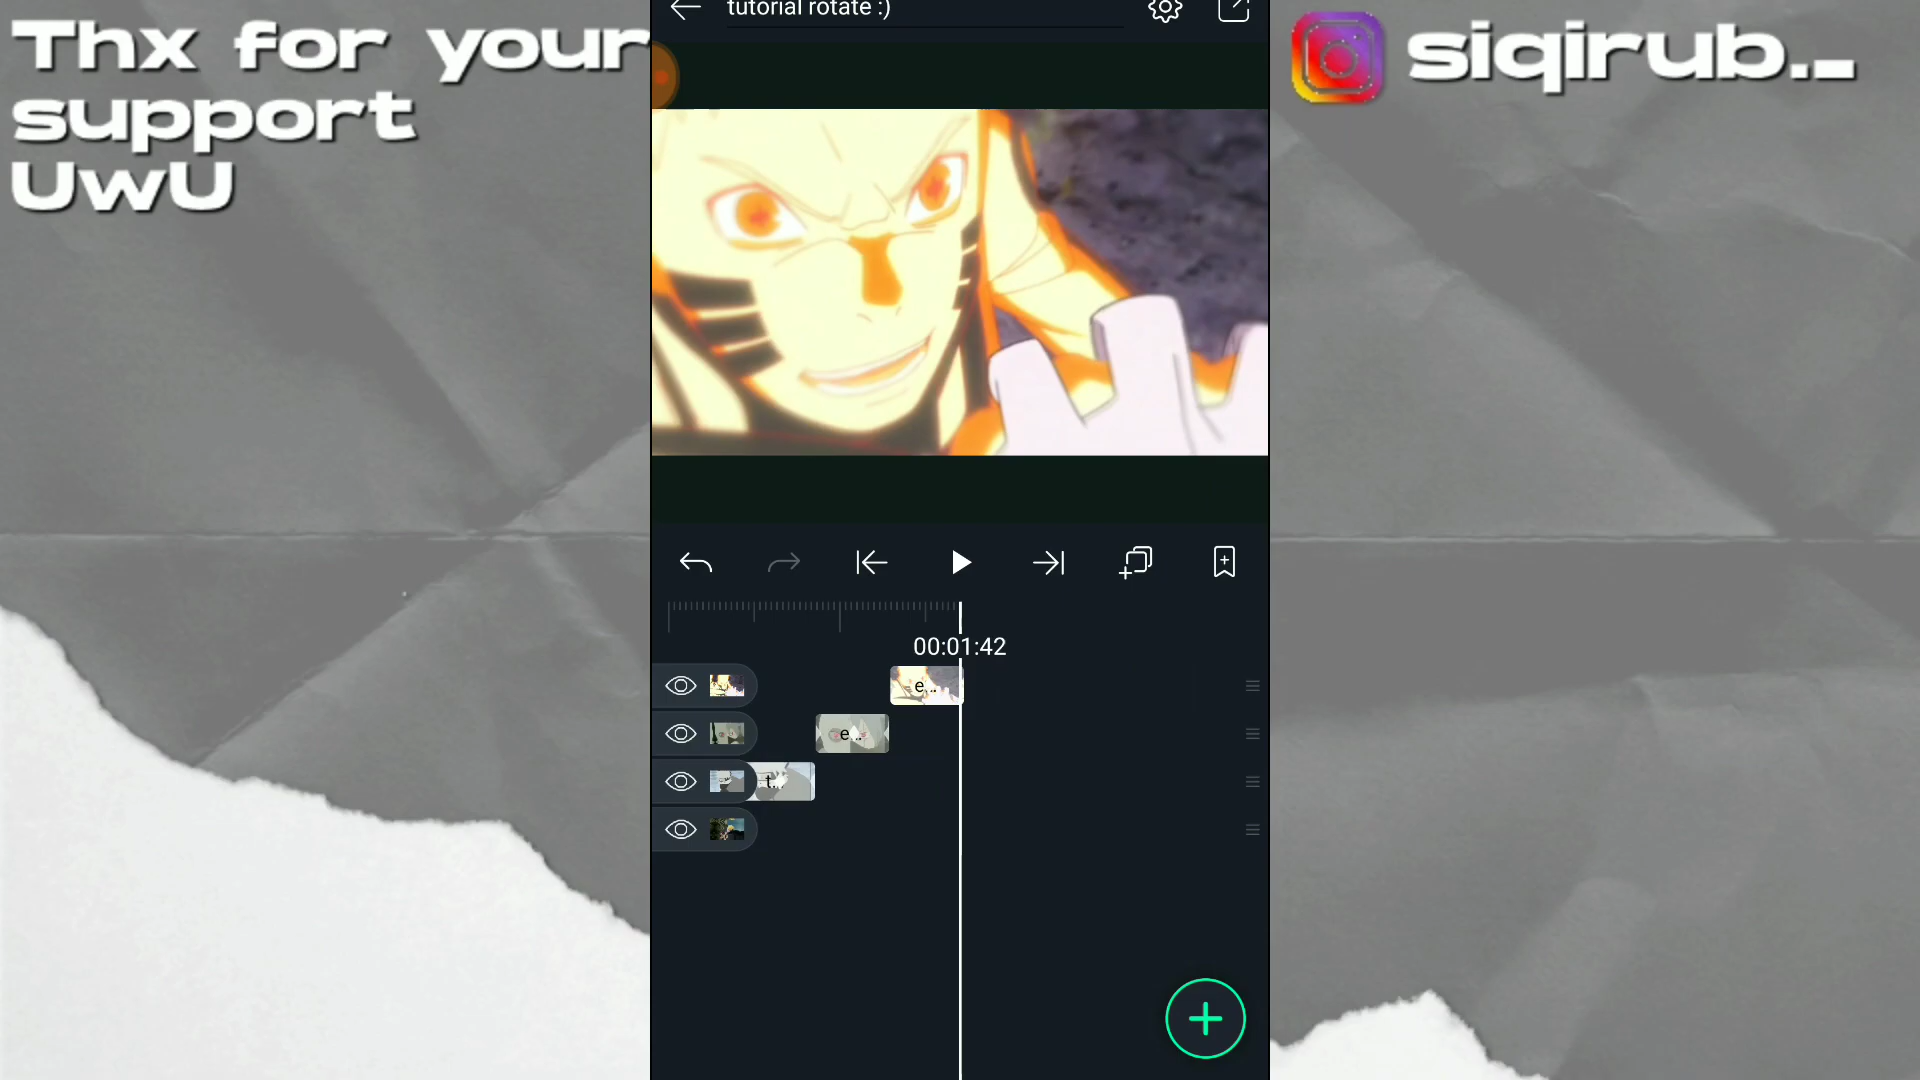 Thx for your
support
UwU
tutorial rotate :)
siqirub._
00:01:42
e...
e...
t...